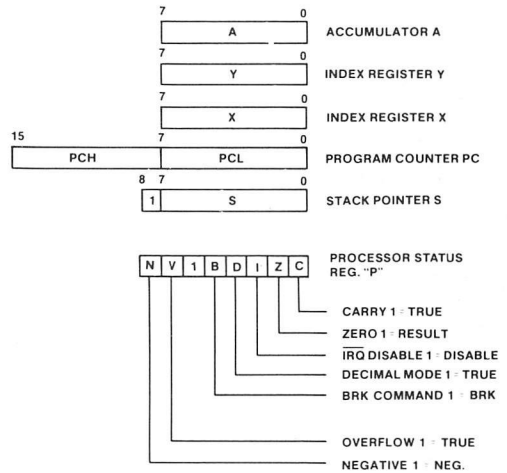 7 0
A ACCUMULATOR A
7 0
Y INDEX REGISTER Y
7 0
X INDEX REGISTER X
15 7 0
PCH PCL PROGRAM COUNTER PC
8 7 0
1 S STACK POINTER S
N V 1 B D I Z C PROCESSOR STATUS
REG. "P"
CARRY 1 = TRUE
ZERO 1 = RESULT
IRQ DISABLE 1 = DISABLE
DECIMAL MODE 1 = TRUE
BRK COMMAND 1 = BRK
OVERFLOW 1 = TRUE
NEGATIVE 1 = NEG.